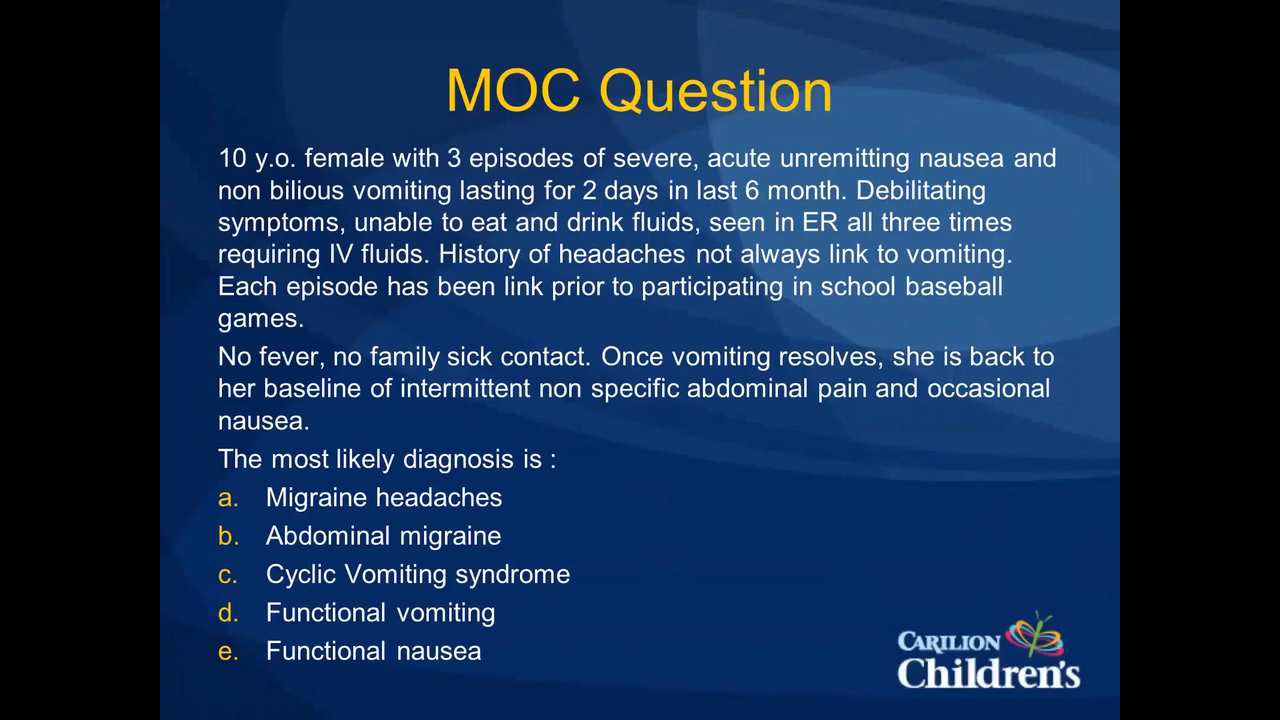 MOC Question
10 y.o. female with 3 episodes of severe, acute unremitting nausea and
non bilious vomiting lasting for 2 days in last 6 month. Debilitating
symptoms, unable to eat and drink fluids, seen in ER all three times
requiring IV fluids. History of headaches not always link to vomiting.
Each episode has been link prior to participating in school baseball
games.
No fever, no family sick contact. Once vomiting resolves, she is back to
her baseline of intermittent non specific abdominal pain and occasional
nausea.
The most likely diagnosis is :
a. Migraine headaches
b. Abdominal migraine
c. Cyclic Vomiting syndrome
d. Functional vomiting
e. Functional nausea
CARILION
Children's